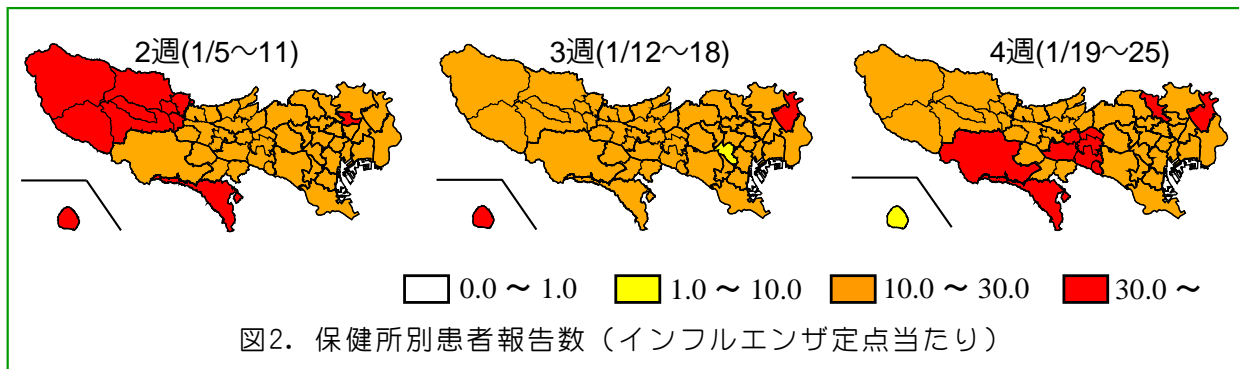 2週(1/5～11)
3週(1/12～18)
4週(1/19～25)
0.0 ～ 1.0
1.0 ～ 10.0
10.0 ～ 30.0
30.0 ～
図2．保健所別患者報告数（インフルエンザ定点当たり）